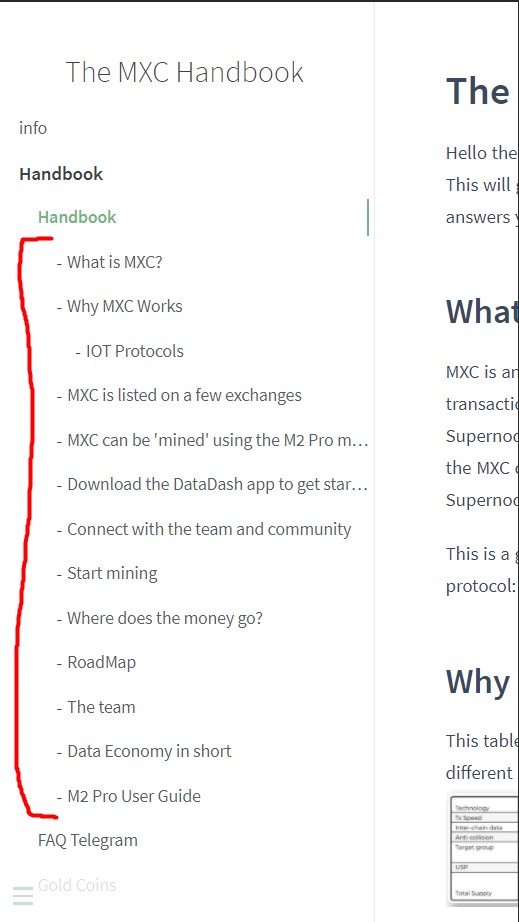 The MXC Handbook
info
Handbook
Handbook
- What is MXC?
- Why MXC Works
- IOT Protocols
- MXC is listed on a few exchanges
- MXC can be 'mined' using the M2 Pro m…
- Download the DataDash app to get star…
- Connect with the team and community
- Start mining
- Where does the money go?
- RoadMap
- The team
- Data Economy in short
- M2 Pro User Guide
FAQ Telegram
Gold Coins
The
Hello the
This will
answers
What
MXC is an
transactio
Supernod
the MXC
Supernod
This is a
protocol:
Why
This table
different
Technology
Tx Speed
Inter-chain data
Anti-collision
Target group
USP
Total Supply